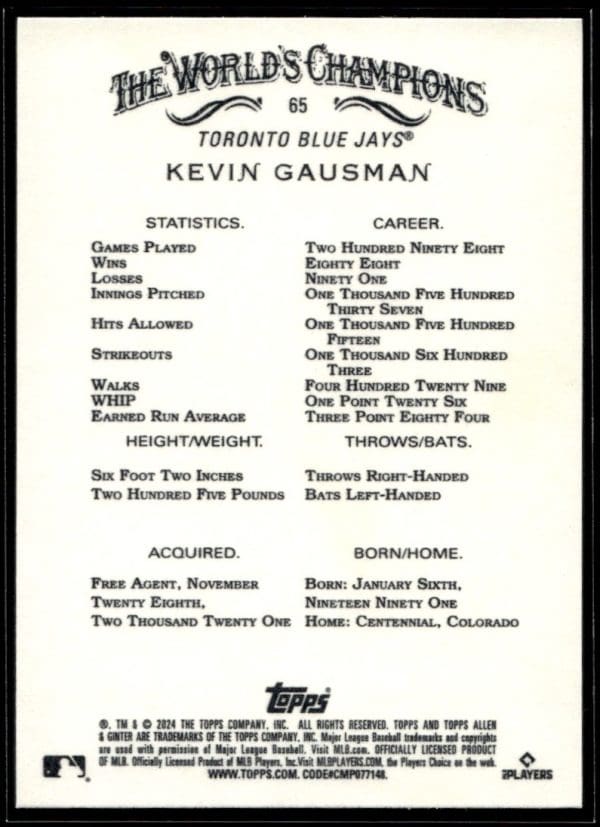 THE WORLD'S CHAMPIONS
65
TORONTO BLUE JAYS®
KEVIN GAUSMAN
STATISTICS. CAREER.
GAMES PLAYED TWO HUNDRED NINETY EIGHT
WINS EIGHTY EIGHT
LOSSES NINETY ONE
INNINGS PITCHED ONE THOUSAND FIVE HUNDRED
THIRTY SEVEN
HITS ALLOWED ONE THOUSAND FIVE HUNDRED
FIFTEEN
STRIKEOUTS ONE THOUSAND SIX HUNDRED
THREE
WALKS FOUR HUNDRED TWENTY NINE
WHIP ONE POINT TWENTY SIX
EARNED RUN AVERAGE THREE POINT EIGHTY FOUR
HEIGHT/WEIGHT. THROWS/BATS.
SIX FOOT TWO INCHES THROWS RIGHT-HANDED
TWO HUNDRED FIVE POUNDS BATS LEFT-HANDED
ACQUIRED. BORN/HOME.
FREE AGENT, NOVEMBER BORN: JANUARY SIXTH,
TWENTY EIGHTH, NINETEEN NINETY ONE
TWO THOUSAND TWENTY ONE HOME: CENTENNIAL, COLORADO
topps
®, TM & © 2024 THE TOPPS COMPANY, INC. ALL RIGHTS RESERVED. TOPPS AND TOPPS ALLEN
& GINTER ARE TRADEMARKS OF THE TOPPS COMPANY, INC. Major League Baseball trademarks and copyrights
are used with permission of Major League Baseball. Visit MLB.com. OFFICIALLY LICENSED PRODUCT
OF MLB. Officially Licensed Product of MLB Players, Inc. Visit MLBPLAYERS.COM, the Players Choice on the web.
WWW.TOPPS.COM. CODE#CMP077148.
MLBPLAYERS